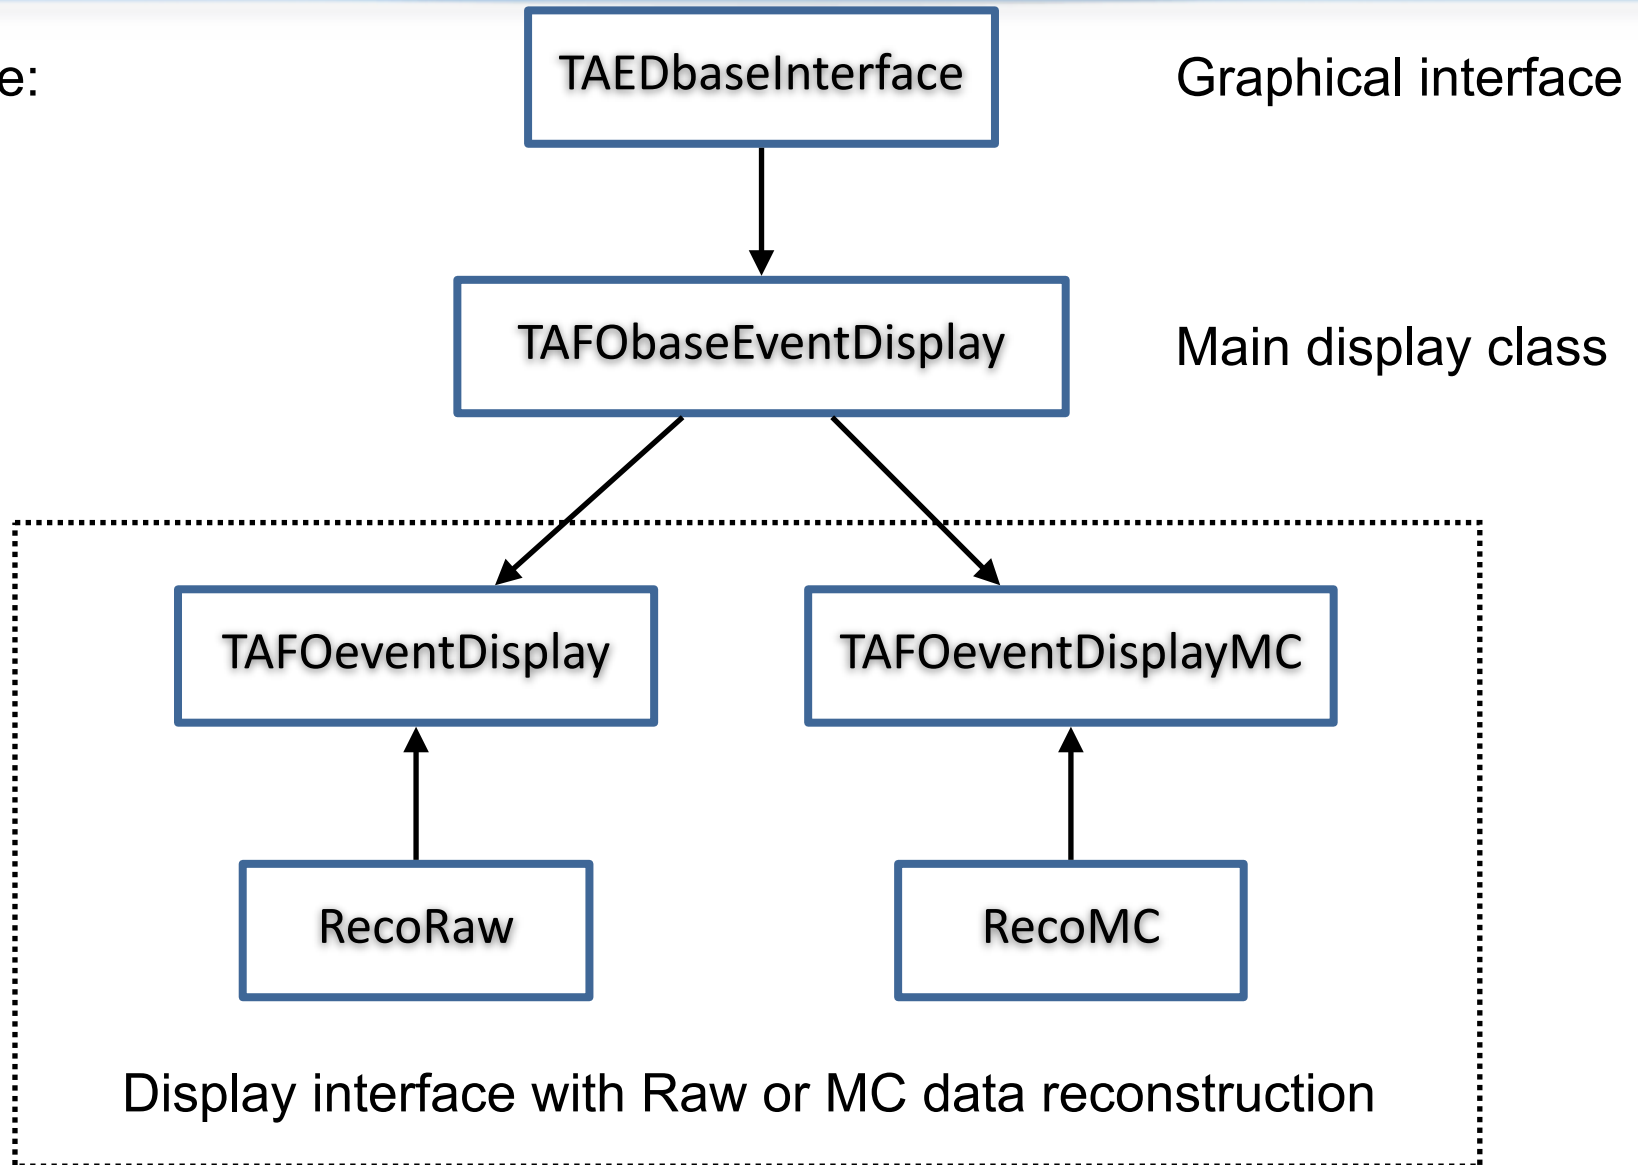 e:
TAEDbaseInterface
Graphical interface
TAFObaseEventDisplay
Main display class
TAFOeventDisplay
TAFOeventDisplayMC
RecoRaw
RecoMC
Display interface with Raw or MC data reconstruction